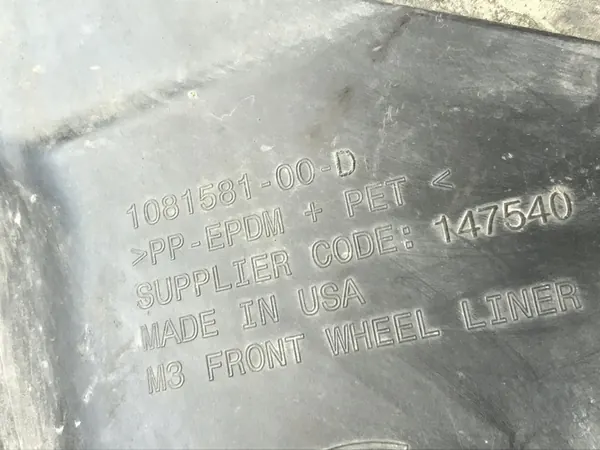 1081581-00-D
>PP-EPDM + PET <
SUPPLIER CODE: 147540
MADE IN USA
M3 FRONT WHEEL LINER